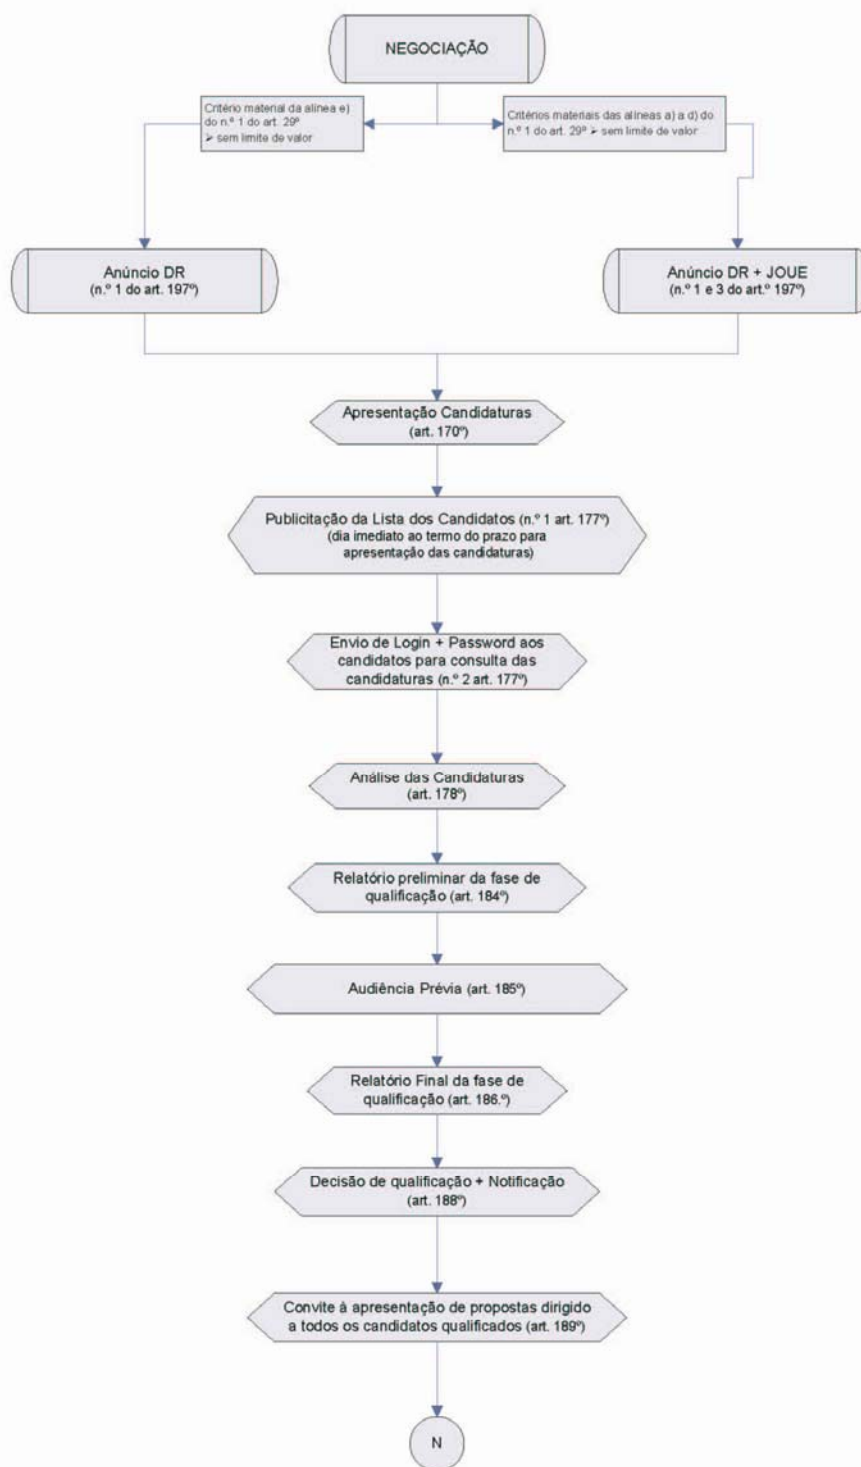 NEGOCIAÇÃO
Critério material da alínea e)
do n.º 1 do art. 29º
➢ sem limite de valor
Critérios materiais das alíneas a) a d) do
n.º 1 do art. 29º ➢ sem limite de valor
Anúncio DR
(n.º 1 do art. 197º)
Anúncio DR + JOUE
(n.º 1 e 3 do art.º 197º)
Apresentação Candidaturas
(art. 170º)
Publicitação da Lista dos Candidatos (n.º 1 art. 177º)
(dia imediato ao termo do prazo para
apresentação das candidaturas)
Envio de Login + Password aos
candidatos para consulta das
candidaturas (n.º 2 art. 177º)
Análise das Candidaturas
(art. 178º)
Relatório preliminar da fase de
qualificação (art. 184º)
Audiência Prévia (art. 185º)
Relatório Final da fase de
qualificação (art. 186.º)
Decisão de qualificação + Notificação
(art. 188º)
Convite à apresentação de propostas dirigido
a todos os candidatos qualificados (art. 189º)
N